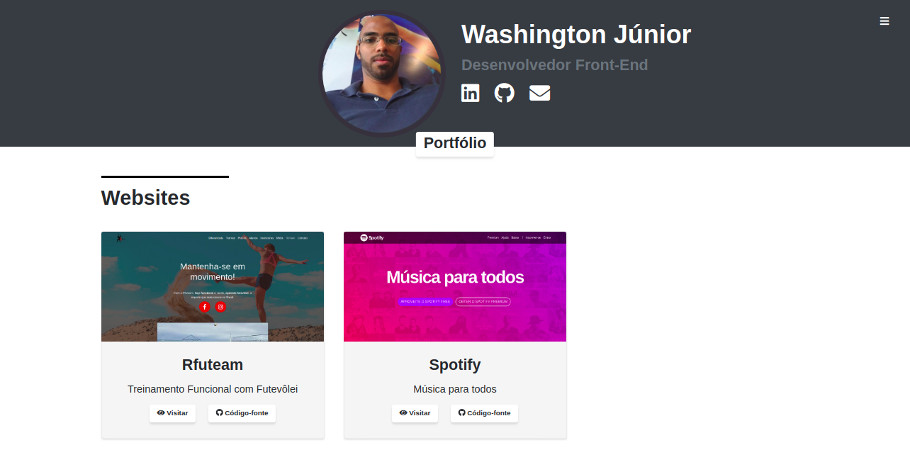 Washington Júnior
Desenvolvedor Front-End
Portfólio
Websites
Mantenha-se em
movimento!
Rfuteam
Treinamento Funcional com Futevôlei
Visitar
Código-fonte
Spotify
Música para todos
Spotify
Música para todos
Visitar
Código-fonte